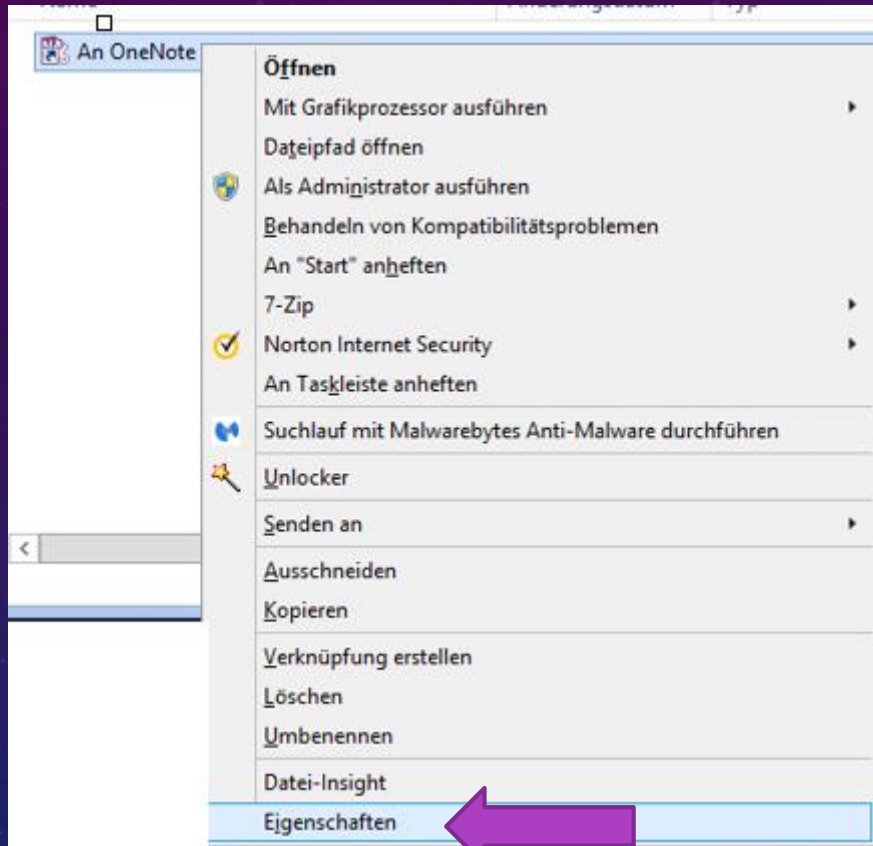 An OneNote
Öffnen
Mit Grafikprozessor ausführen
Dateipfad öffnen
Als Administrator ausführen
Behandeln von Kompatibilitätsproblemen
An "Start" anheften
7-Zip
Norton Internet Security
An Taskleiste anheften
Suchlauf mit Malwarebytes Anti-Malware durchführen
Unlocker
Senden an
Ausschneiden
Kopieren
Verknüpfung erstellen
Löschen
Umbenennen
Datei-Insight
Eigenschaften